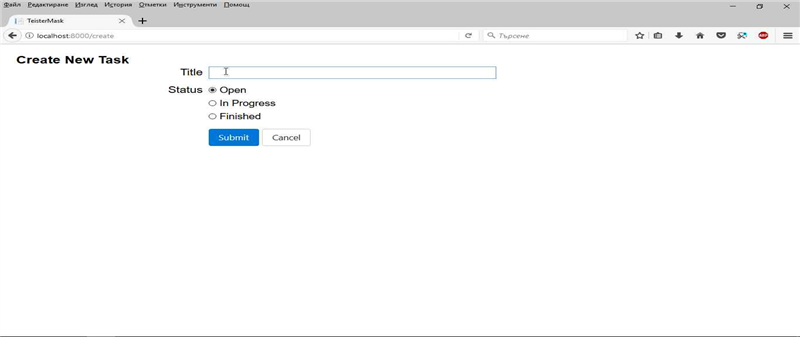 Файл Редактиране Изглед История Отметки Инструменти Помощ
TeisterMask
localhost:8000/create
Търсене
ABP
Create New Task
Title
Status Open
In Progress
Finished
Submit Cancel